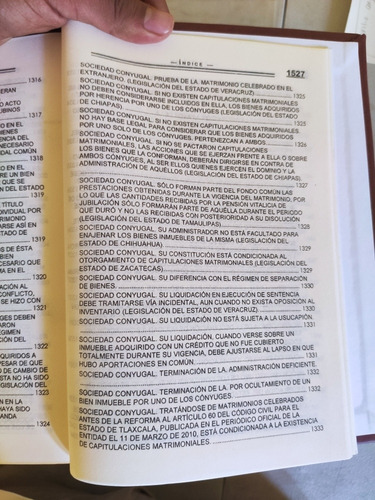 ÍNDICE
1527
SOCIEDAD CONYUGAL. PRUEBA DE LA. MATRIMONIO CELEBRADO EN EL
EXTRANJERO. (LEGISLACIÓN DEL ESTADO DE VERACRUZ) 1325
SOCIEDAD CONYUGAL. SI NO EXISTEN CAPITULACIONES MATRIMONIALES
NO DEBEN CONSIDERARSE INCLUIDOS EN ELLA, LOS BIENES ADQUIRIDOS
POR HERENCIA POR UNO DE LOS CÓNYUGES (LEGISLACIÓN DEL ESTADO
DE CHIAPAS) 1325
SOCIEDAD CONYUGAL. SI NO EXISTEN CAPITULACIONES MATRIMONIALES
NO HAY BASE LEGAL PARA CONSIDERAR QUE LOS BIENES ADQUIRIDOS
POR UNO SOLO DE LOS CÓNYUGES, PERTENEZCAN A AMBOS 1326
SOCIEDAD CONYUGAL. SI NO SE PACTARON CAPITULACIONES
MATRIMONIALES, LAS ACCIONES QUE SE EJERZAN FRENTE A ELLA O SOBRE
LOS BIENES QUE LA CONFORMAN, DEBERÁN DIRIGIRSE EN CONTRA DE
AMBOS CÓNYUGES, AL SER ELLOS QUIENES EJERCEN EL DOMINIO Y LA
ADMINISTRACIÓN DE AQUÉLLOS (LEGISLACIÓN DEL ESTADO DE CHIAPAS).
1327
SOCIEDAD CONYUGAL. SÓLO FORMAN PARTE DEL FONDO COMÚN LAS
PRESTACIONES OBTENIDAS DURANTE LA VIGENCIA DEL MATRIMONIO, POR
LO QUE LAS CANTIDADES RECIBIDAS POR LA PENSIÓN VITALICIA DE
JUBILACIÓN SÓLO FORMARÁN PARTE DE AQUÉLLA DURANTE EL PERIODO
QUE DURÓ Y NO LAS RECIBIDAS CON POSTERIORIDAD A SU DISOLUCIÓN
(LEGISLACIÓN DEL ESTADO DE TAMAULIPAS) 1328
SOCIEDAD CONYUGAL. SU ADMINISTRADOR NO ESTÁ FACULTADO PARA
ENAJENAR LOS BIENES INMUEBLES DE LA MISMA (LEGISLACIÓN DEL
ESTADO DE CHIHUAHUA) 1329
SOCIEDAD CONYUGAL. SU CONSTITUCIÓN ESTÁ CONDICIONADA AL
OTORGAMIENTO DE CAPITULACIONES MATRIMONIALES (LEGISLACIÓN DEL
ESTADO DE ZACATECAS) 1329
SOCIEDAD CONYUGAL. SU DIFERENCIA CON EL RÉGIMEN DE SEPARACIÓN
DE BIENES. 1330
SOCIEDAD CONYUGAL. SU LIQUIDACIÓN EN EJECUCIÓN DE SENTENCIA
DEBE TRAMITARSE VÍA INCIDENTAL, AUN CUANDO NO EXISTA OPOSICIÓN AL
INVENTARIO (LEGISLACIÓN DEL ESTADO DE VERACRUZ). 1330
SOCIEDAD CONYUGAL. SU LIQUIDACIÓN NO ESTÁ SUJETA A LA USUCAPIÓN.
1331
SOCIEDAD CONYUGAL. SU LIQUIDACIÓN, CUANDO VERSE SOBRE UN
INMUEBLE ADQUIRIDO CON UN CRÉDITO QUE NO FUE CUBIERTO
TOTALMENTE DURANTE SU VIGENCIA, DEBE AJUSTARSE AL LAPSO EN QUE
HUBO APORTACIONES EN COMÚN 1331
SOCIEDAD CONYUGAL. TERMINACIÓN DE LA, ADMINISTRACIÓN DEFICIENTE.
1332
SOCIEDAD CONYUGAL. TERMINACIÓN DE LA. POR OCULTAMIENTO DE UN
BIEN INMUEBLE POR UNO DE LOS CÓNYUGES. 1332
SOCIEDAD CONYUGAL. TRATÁNDOSE DE MATRIMONIOS CELEBRADOS
ANTES DE LA REFORMA AL ARTÍCULO 60 DEL CÓDIGO CIVIL PARA EL
ESTADO DE TLAXCALA, PUBLICADA EN EL PERIÓDICO OFICIAL DE LA
ENTIDAD EL 11 DE MARZO DE 2010, ESTÁ CONDICIONADA A LA EXISTENCIA
DE CAPITULACIONES MATRIMONIALES 1333